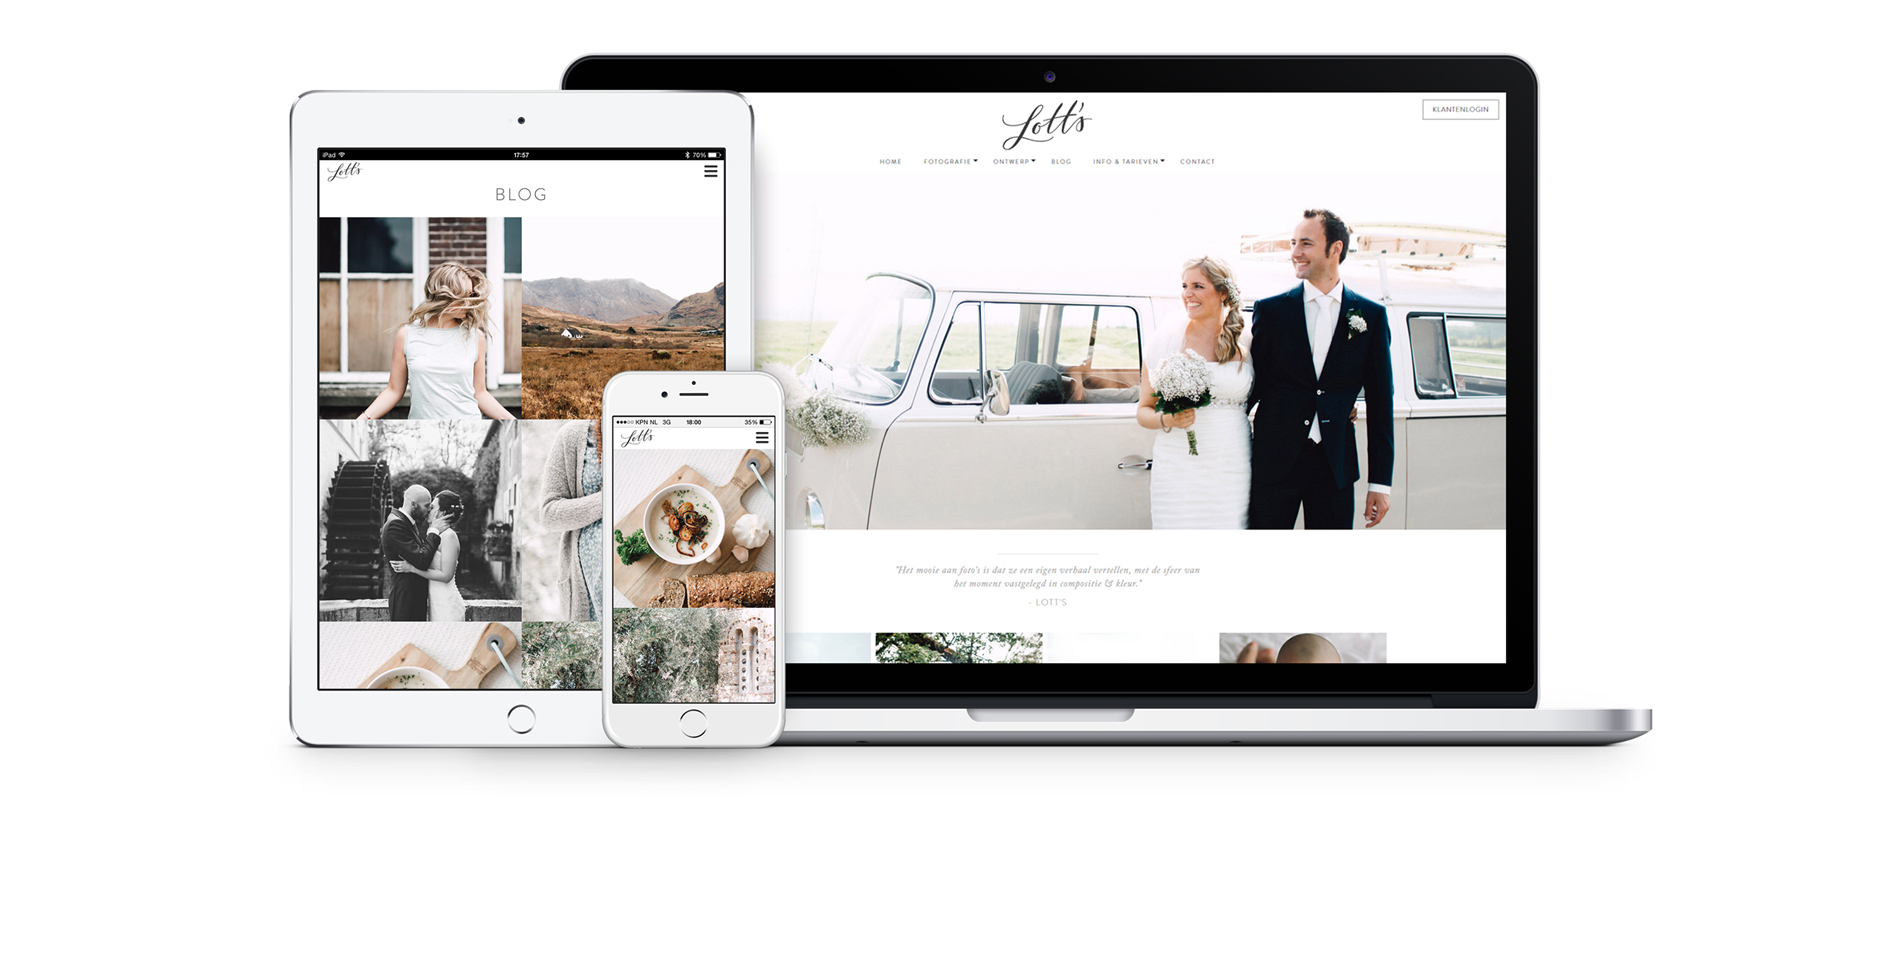 Lott's
KLANTENLOGIN
HOME FOTOGRAFIE ONTWERP BLOG INFO & TARIEVEN CONTACT
"Het mooie aan foto's is dat ze een eigen verhaal vertellen, met de sfeer van
het moment vastgelegd in compositie & kleur."
- LOTT'S
iPad 17:57 70%
Lott's
BLOG
KPN NL 3G 18:00 35%
Lott's